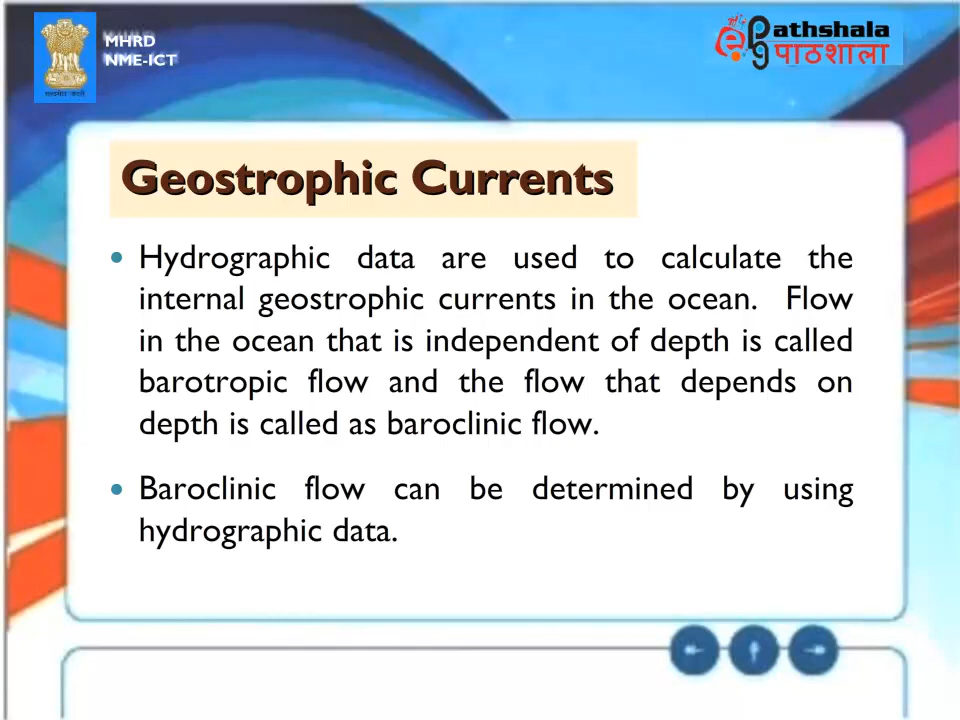 MHRD
NME-ICT
epg athshala
पाठशाला
Geostrophic Currents
• Hydrographic data are used to calculate the
internal geostrophic currents in the ocean. Flow
in the ocean that is independent of depth is called
barotropic flow and the flow that depends on
depth is called as baroclinic flow.
• Baroclinic flow can be determined by using
hydrographic data.